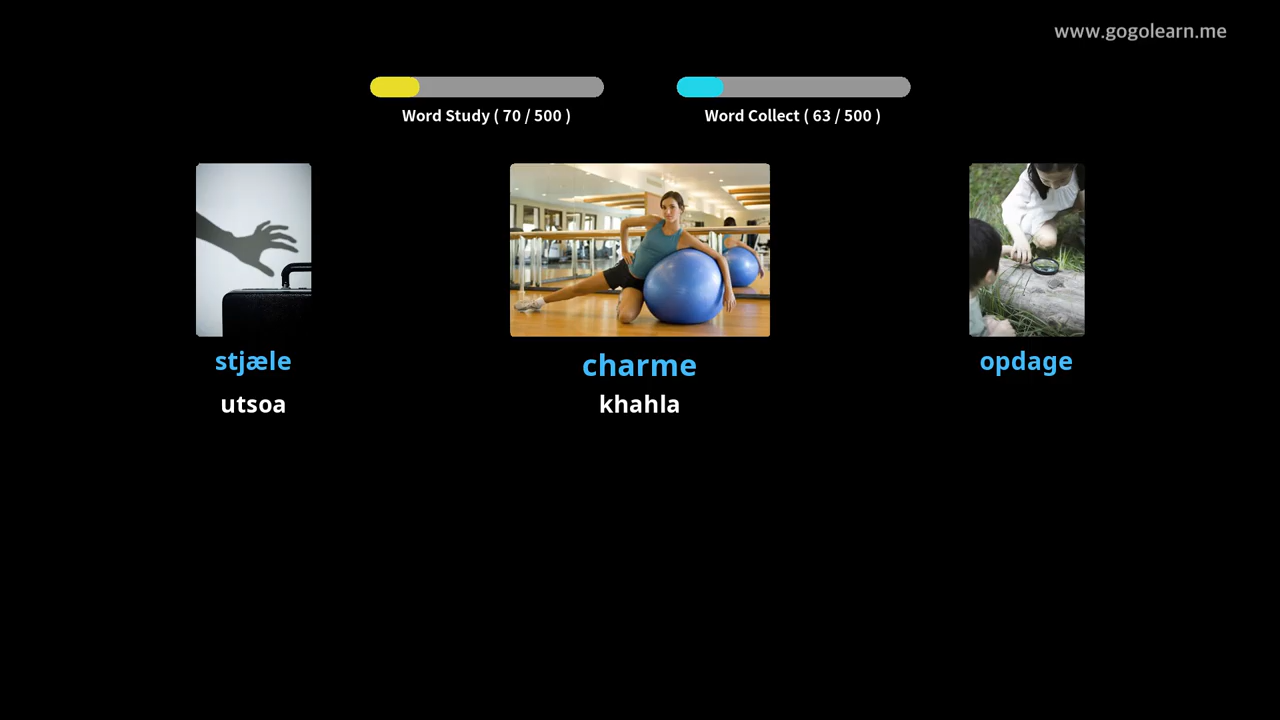 www.gogolearn.me
Word Study ( 70 / 500 )
Word Collect ( 63 / 500 )
stjæle
utsoa
charme
khahla
opdage